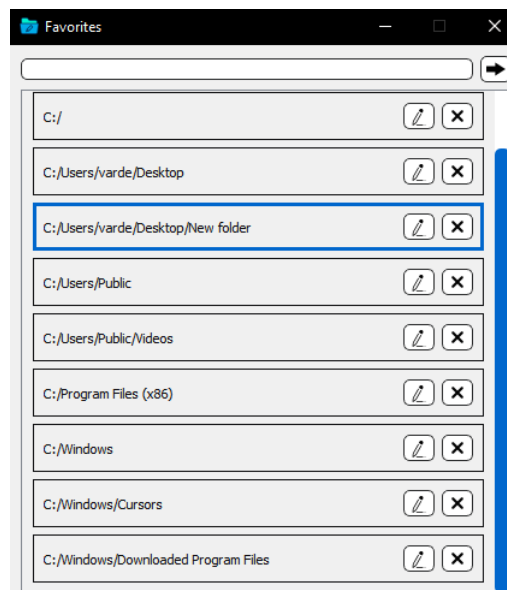 Favorites
C:/
C:/Users/varde/Desktop
C:/Users/varde/Desktop/New folder
C:/Users/Public
C:/Users/Public/Videos
C:/Program Files (x86)
C:/Windows
C:/Windows/Cursors
C:/Windows/Downloaded Program Files